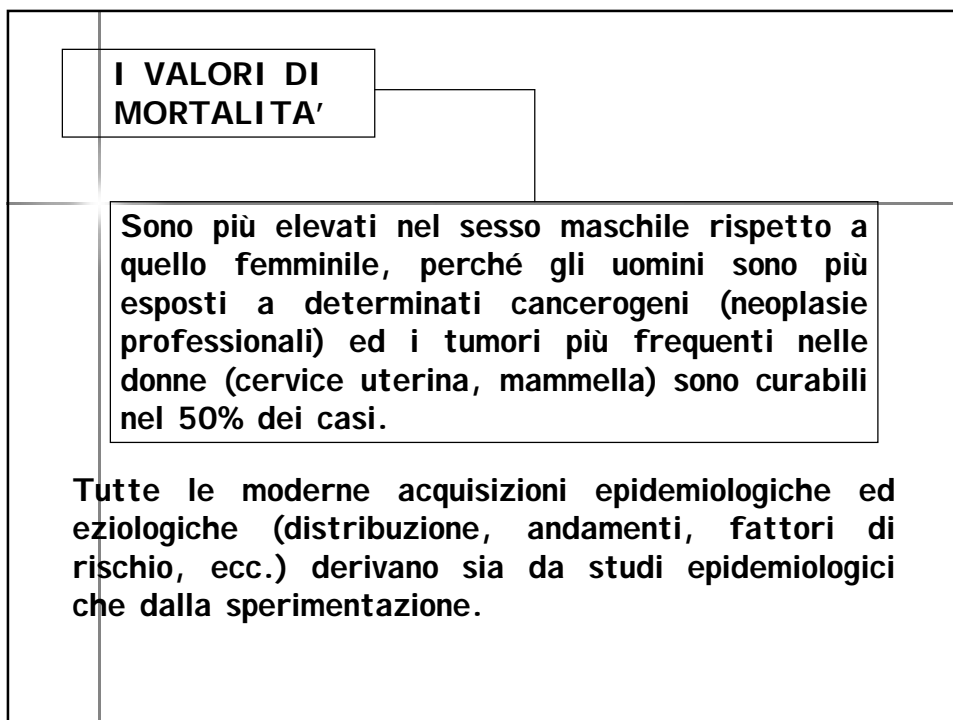 I VALORI DI
MORTALITA’
Sono più elevati nel sesso maschile rispetto a
quello femminile, perché gli uomini sono più
esposti a determinati cancerogeni (neoplasie
professionali) ed i tumori più frequenti nelle
donne (cervice uterina, mammella) sono curabili
nel 50% dei casi.
Tutte le moderne acquisizioni epidemiologiche ed
eziologiche (distribuzione, andamenti, fattori di
rischio, ecc.) derivano sia da studi epidemiologici
che dalla sperimentazione.